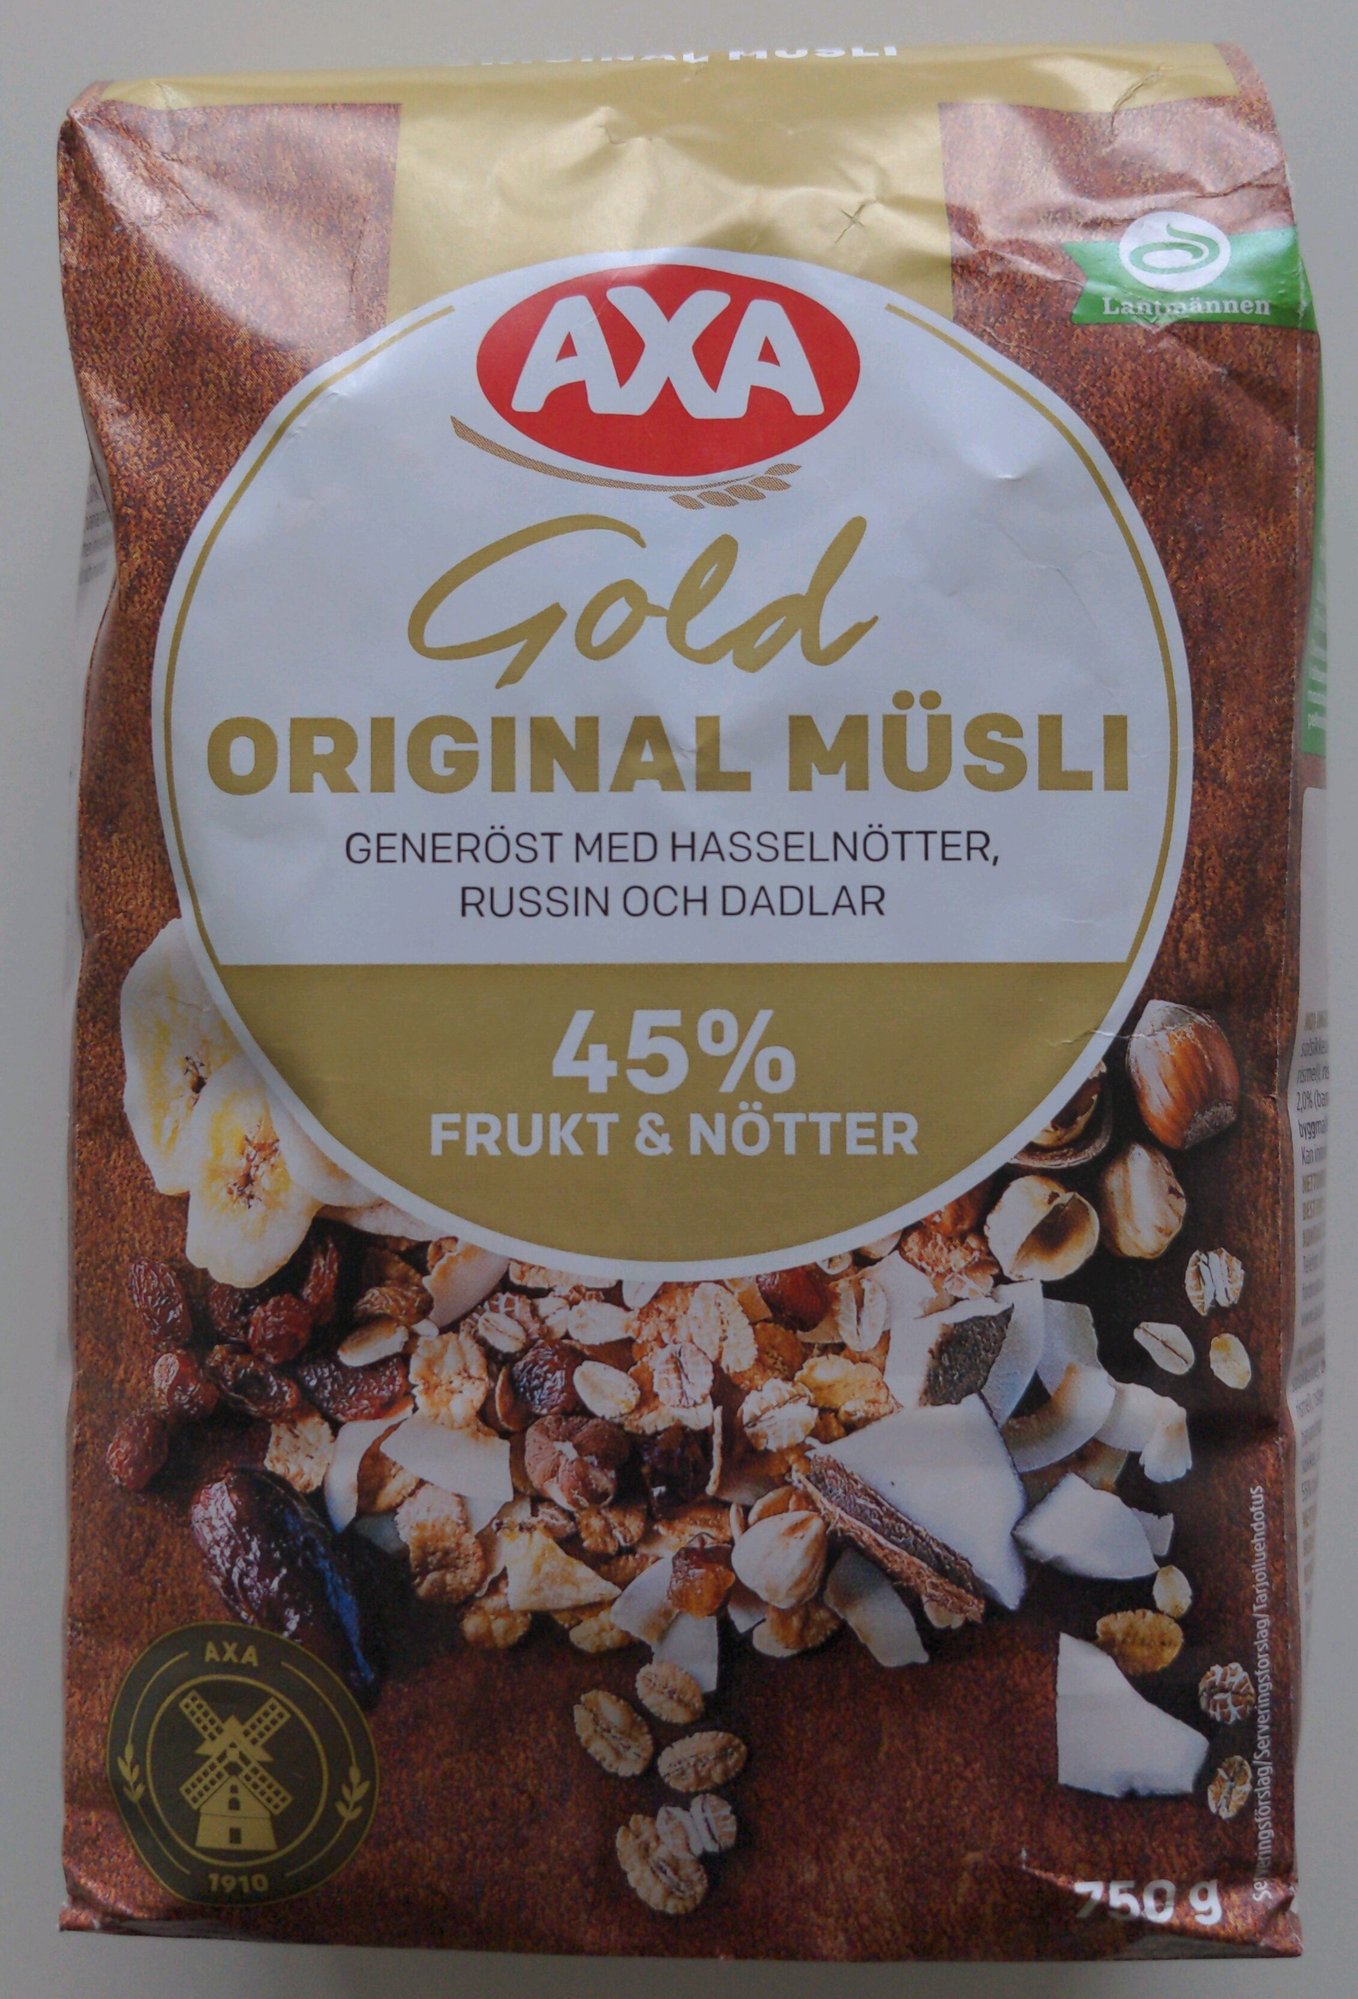 AXA
Lantmännen
Gold
ORIGINAL MÜSLI
GENERÖST MED HASSELNÖTTER,
RUSSIN OCH DADLAR
45%
FRUKT & NÖTTER
AXA
1910
750 g
Serveringsförslag/Serveringsforslag/Tarjoiluehdotus